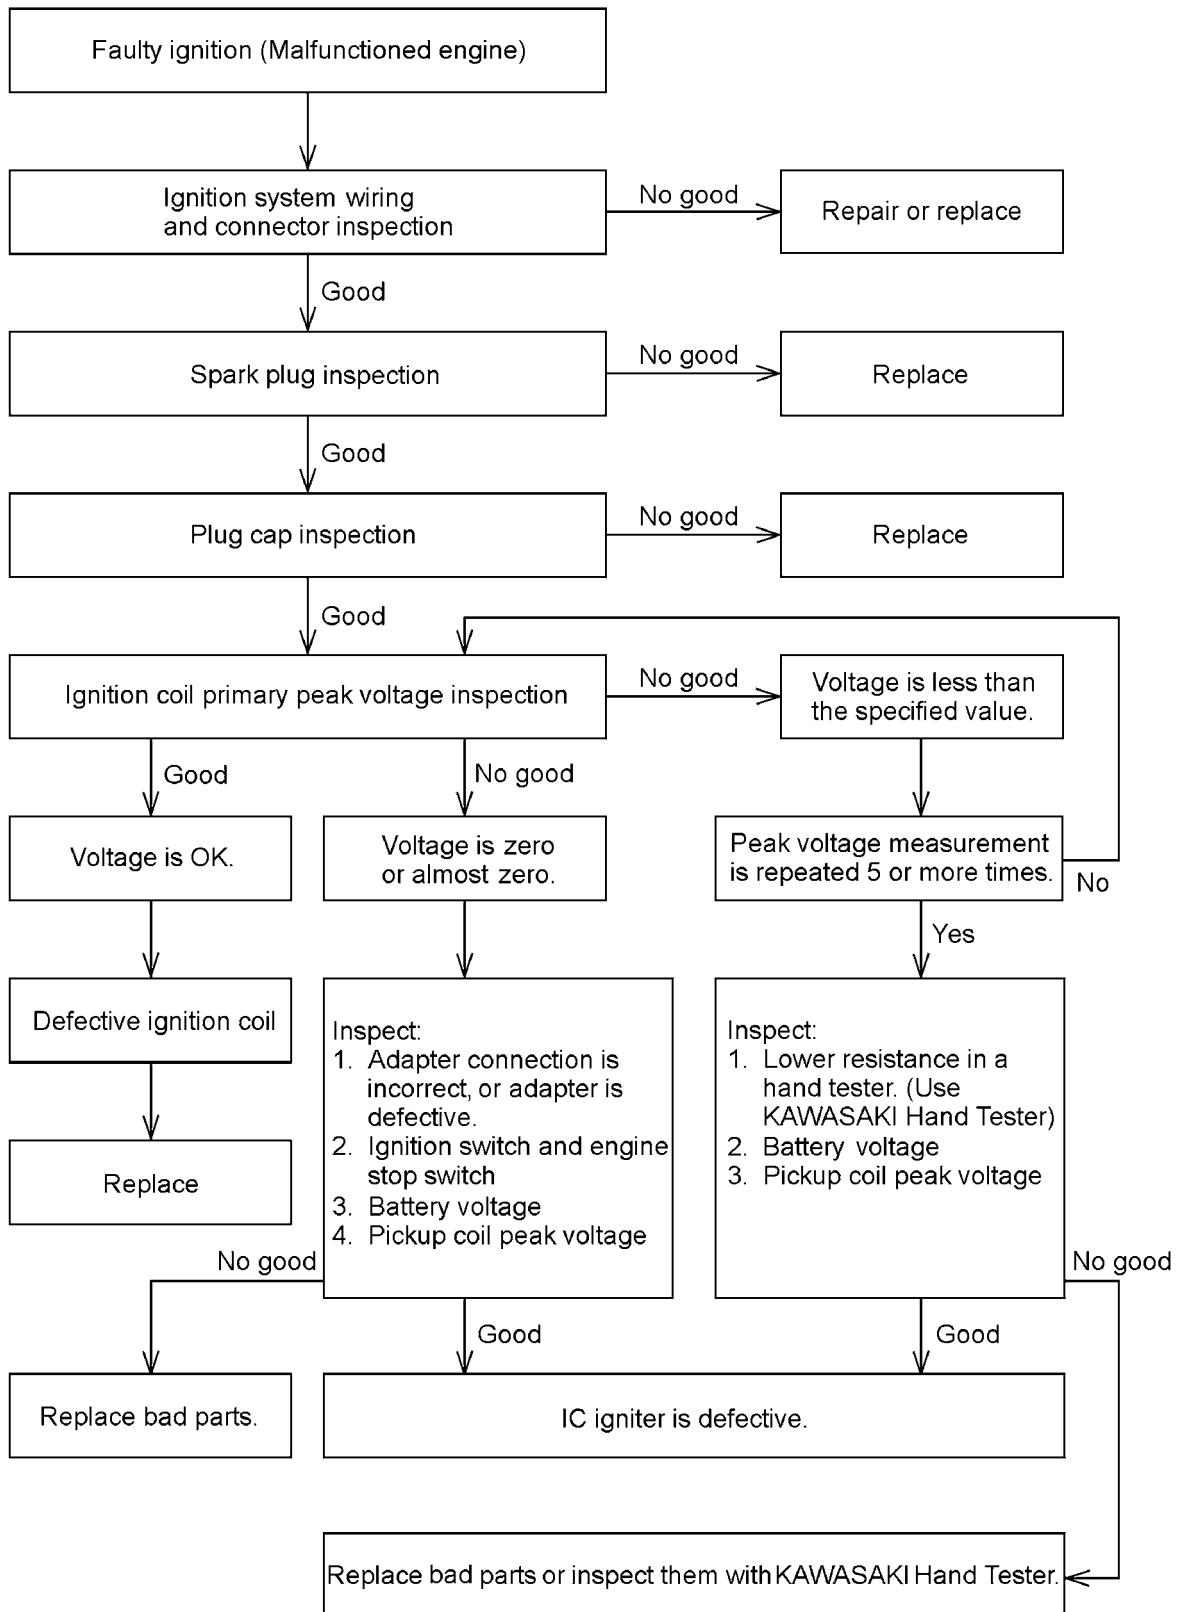 Faulty ignition (Malfunctioned engine)
Ignition system wiring
and connector inspection
No good
Repair or replace
Good
Spark plug inspection
No good
Replace
Good
Plug cap inspection
No good
Replace
Good
Ignition coil primary peak voltage inspection
No good
Voltage is less than
the specified value.
Good
No good
Voltage is OK.
Voltage is zero
or almost zero.
Peak voltage measurement
is repeated 5 or more times.
No
Yes
Defective ignition coil
Replace
Inspect:
1. Adapter connection is
incorrect, or adapter is
defective.
2. Ignition switch and engine
stop switch
3. Battery voltage
4. Pickup coil peak voltage
Inspect:
1. Lower resistance in a
hand tester. (Use
KAWASAKI Hand Tester)
2. Battery voltage
3. Pickup coil peak voltage
No good
Good
Good
No good
Replace bad parts.
IC igniter is defective.
Replace bad parts or inspect them with KAWASAKI Hand Tester.